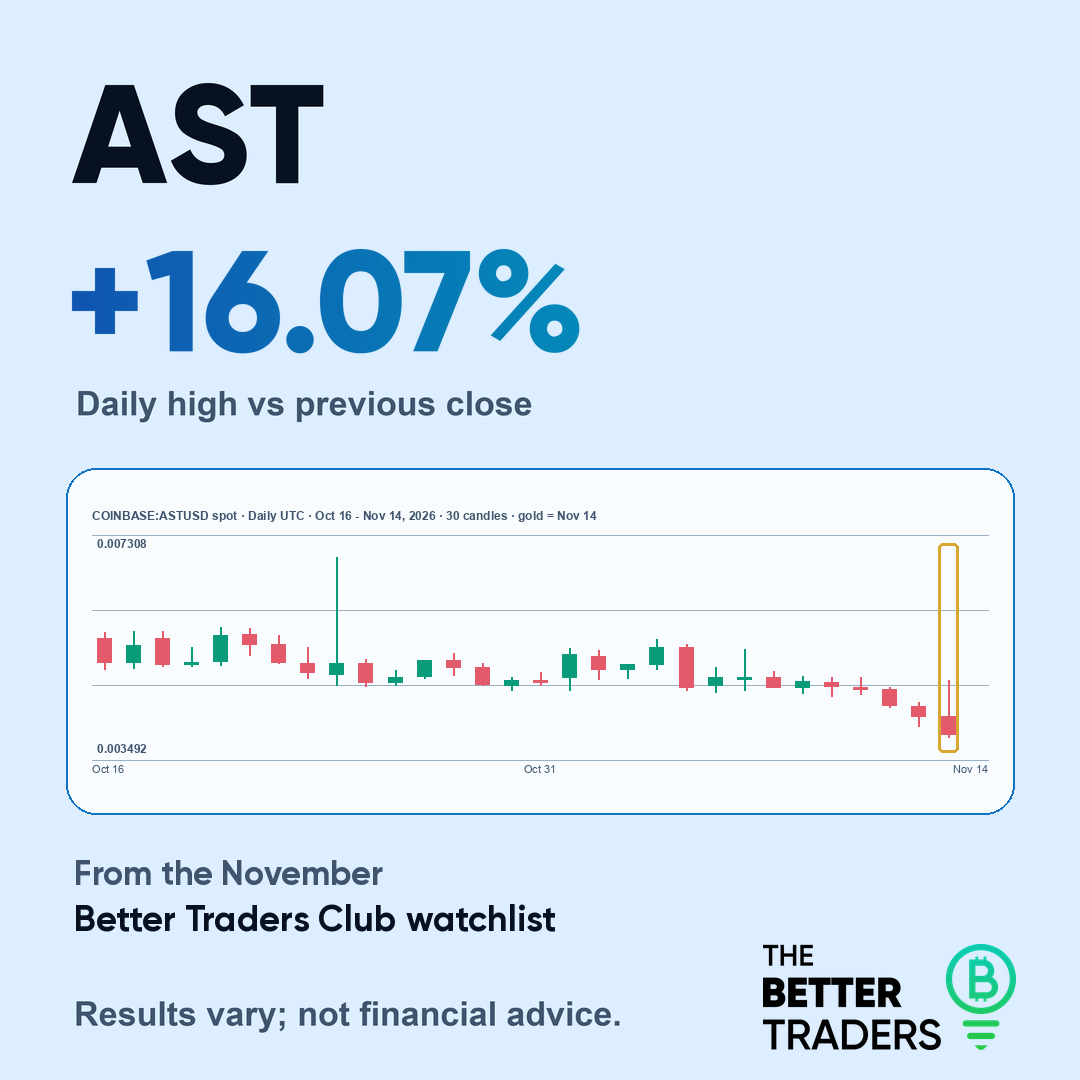 AST
+16.07%
Daily high vs previous close
COINBASE:ASTUSD spot · Daily UTC · Oct 16 - Nov 14, 2026 · 30 candles · gold = Nov 14
0.007308
0.003492
Oct 16
Oct 31
Nov 14
From the November
Better Traders Club watchlist
Results vary; not financial advice.
THE
BETTER
TRADERS